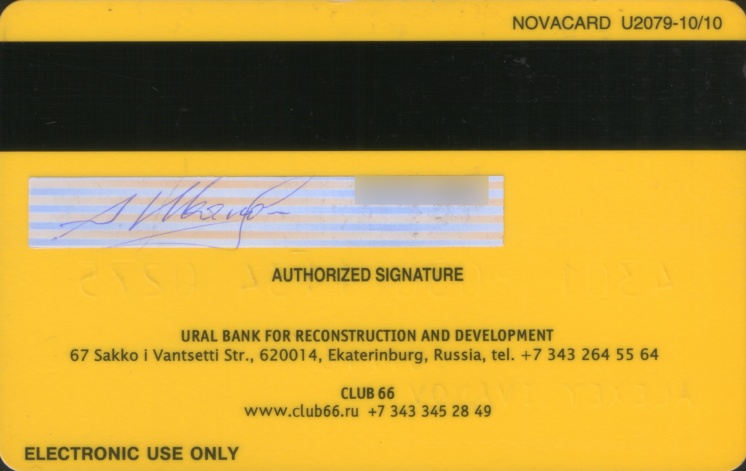 NOVACARD U2079-10/10
AUTHORIZED SIGNATURE
URAL BANK FOR RECONSTRUCTION AND DEVELOPMENT
67 Sakko i Vantsetti Str., 620014, Ekaterinburg, Russia, tel. +7 343 264 55 64
CLUB 66
www.club66.ru +7 343 345 28 49
ELECTRONIC USE ONLY